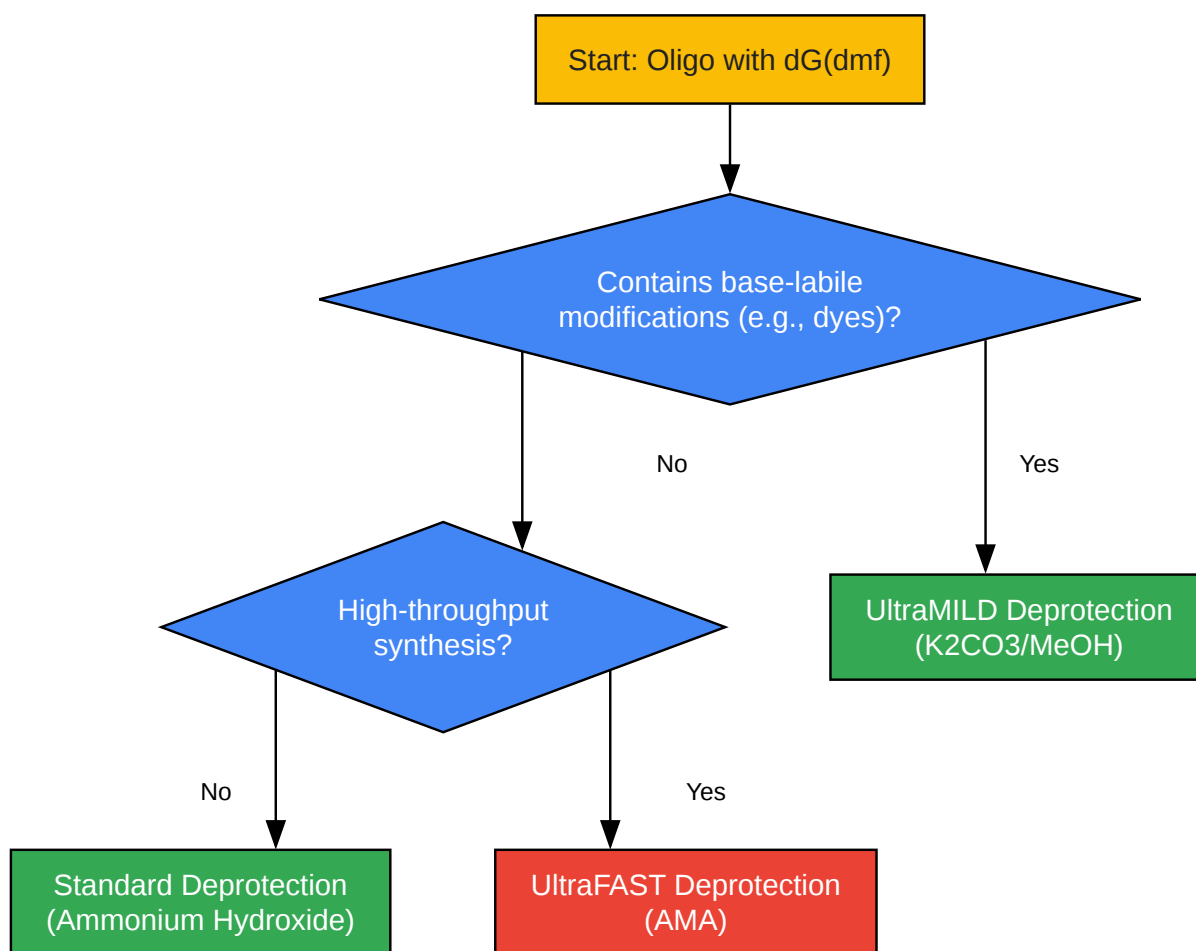 Start: Oligo with dG(dmf)
Contains base-labile
modifications (e.g., dyes)?
No
Yes
High-throughput
synthesis?
UltraMILD Deprotection
(K2CO3/MeOH)
No
Yes
Standard Deprotection
(Ammonium Hydroxide)
UltraFAST Deprotection
(AMA)